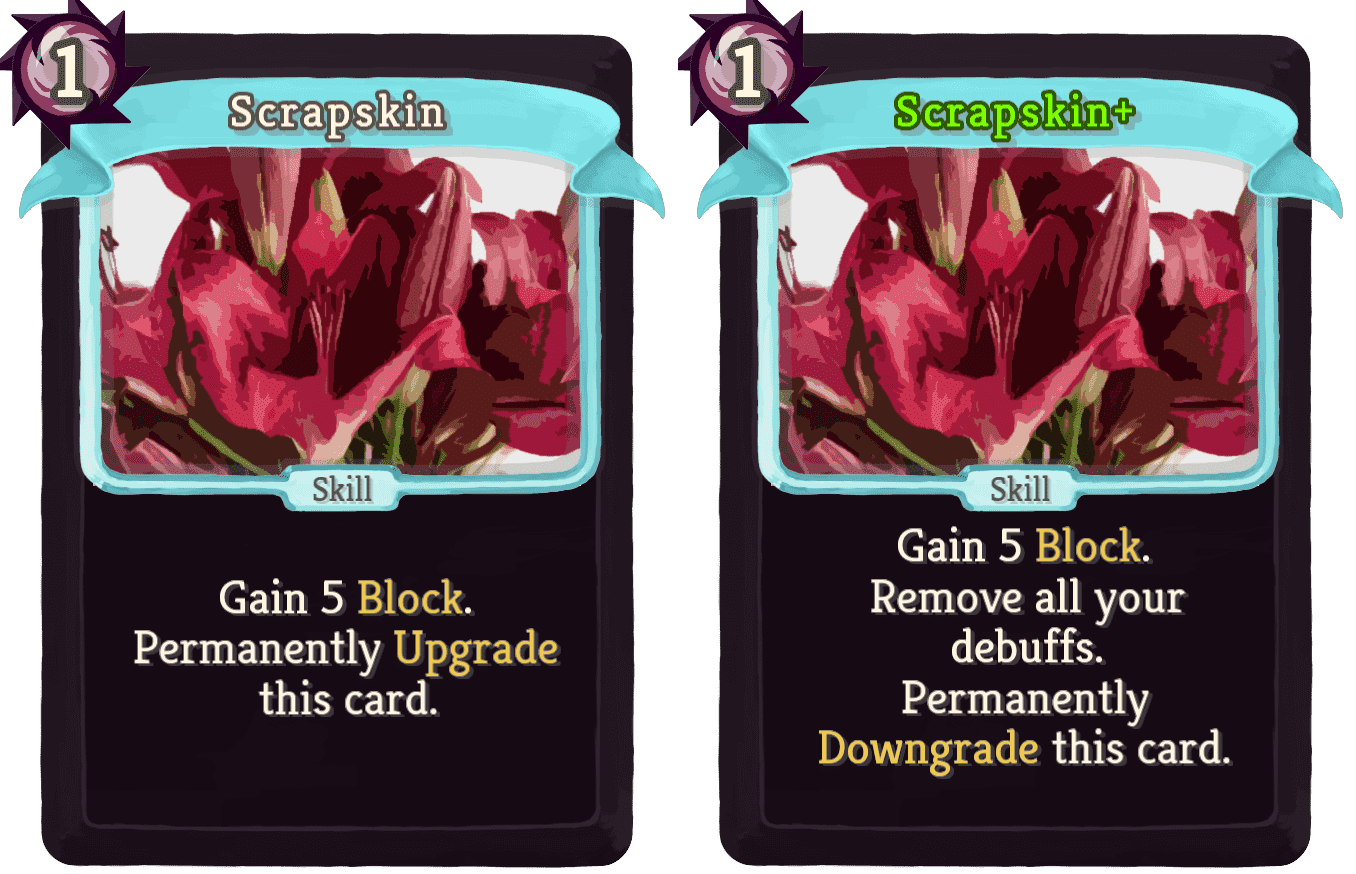 1
Scrapskin
Skill
Gain 5 Block.
Permanently Upgrade
this card.
1
Scrapskin+
Skill
Gain 5 Block.
Remove all your
debuffs.
Permanently
Downgrade this card.